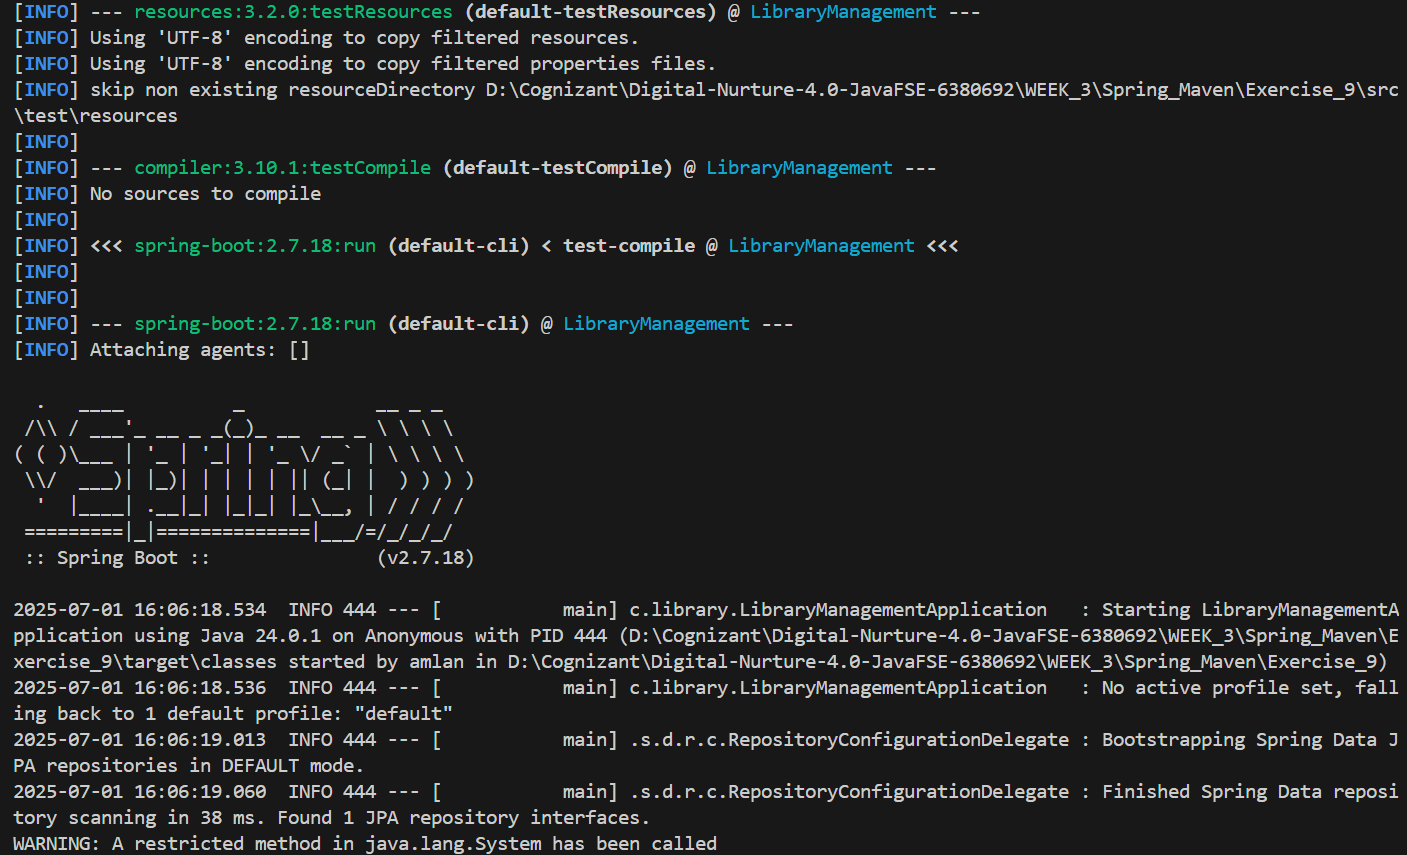 [INFO] --- resources:3.2.0:testResources (default-testResources) @ LibraryManagement ---
[INFO] Using 'UTF-8' encoding to copy filtered resources.
[INFO] Using 'UTF-8' encoding to copy filtered properties files.
[INFO] skip non existing resourceDirectory D:\Cognizant\Digital-Nurture-4.0-JavaFSE-6380692\WEEK_3\Spring_Maven\Exercise_9\src
\test\resources
[INFO]
[INFO] --- compiler:3.10.1:testCompile (default-testCompile) @ LibraryManagement ---
[INFO] No sources to compile
[INFO]
[INFO] <<< spring-boot:2.7.18:run (default-cli) < test-compile @ LibraryManagement <<<
[INFO]
[INFO]
[INFO] --- spring-boot:2.7.18:run (default-cli) @ LibraryManagement ---
[INFO] Attaching agents: []
  .   ____          _            __ _ _
 /\\ / ___'_ __ _ _(_)_ __  __ _ \ \ \ \
( ( )\___ | '_ | '_| | '_ \/ _` | \ \ \ \
 \\/  ___)| |_)| | | | | || (_| |  ) ) ) )
  '  |____| .__|_| |_|_| |_\__, | / / / /
 =========|_|==============|___/=/_/_/_/
 :: Spring Boot ::               (v2.7.18)
2025-07-01 16:06:18.534  INFO 444 --- [           main] c.library.LibraryManagementApplication   : Starting LibraryManagementA
pplication using Java 24.0.1 on Anonymous with PID 444 (D:\Cognizant\Digital-Nurture-4.0-JavaFSE-6380692\WEEK_3\Spring_Maven\E
xercise_9\target\classes started by amlan in D:\Cognizant\Digital-Nurture-4.0-JavaFSE-6380692\WEEK_3\Spring_Maven\Exercise_9)
2025-07-01 16:06:18.536  INFO 444 --- [           main] c.library.LibraryManagementApplication   : No active profile set, fall
ing back to 1 default profile: "default"
2025-07-01 16:06:19.013  INFO 444 --- [           main] .s.d.r.c.RepositoryConfigurationDelegate : Bootstrapping Spring Data J
PA repositories in DEFAULT mode.
2025-07-01 16:06:19.060  INFO 444 --- [           main] .s.d.r.c.RepositoryConfigurationDelegate : Finished Spring Data reposi
tory scanning in 38 ms. Found 1 JPA repository interfaces.
WARNING: A restricted method in java.lang.System has been called